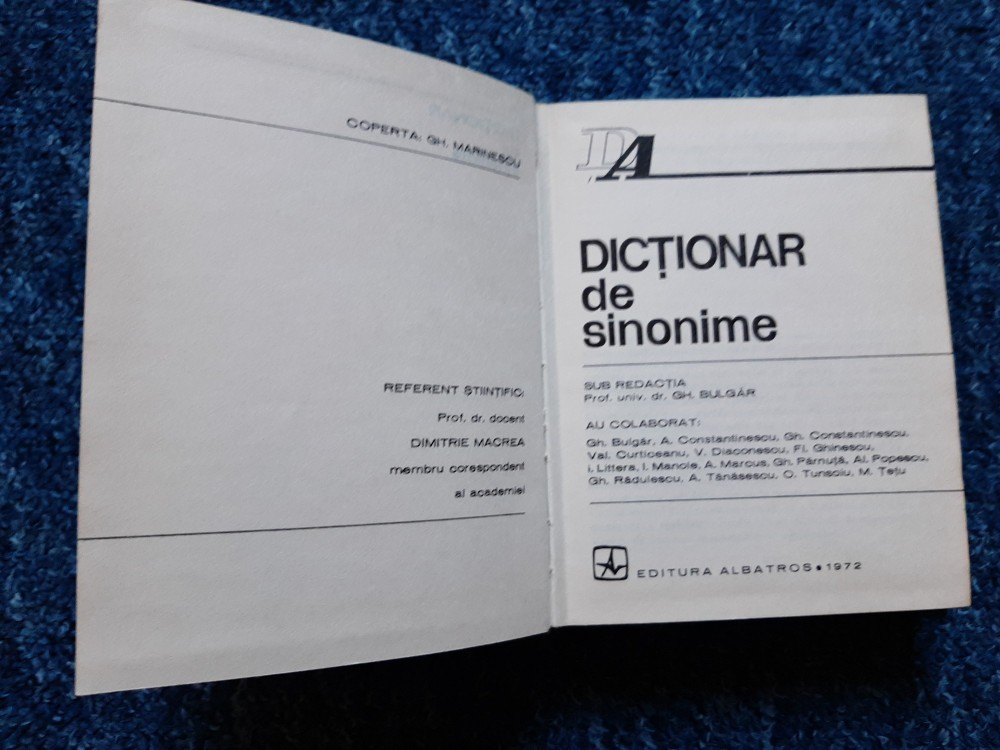 COPERTA: GH. MARINESCU
REFERENT ȘTIINȚIFIC:
Prof. dr. docent
DIMITRIE MACREA
membru corespondent
al academiei
DA
DICȚIONAR
de
sinonime
SUB REDACȚIA
Prof. univ. dr. GH. BULGĂR
AU COLABORAT:
Gh. Bulgăr, A. Constantinescu, Gh. Constantinescu,
Val. Curticeanu, V. Diaconescu, Fl. Ghinescu,
I. Littera, I. Manole, A. Marcus, Gh. Părnuță, Al. Popescu,
Gh. Rădulescu, A. Tănăsescu, O. Tunsoiu, M. Țețu
EDITURA ALBATROS • 1972